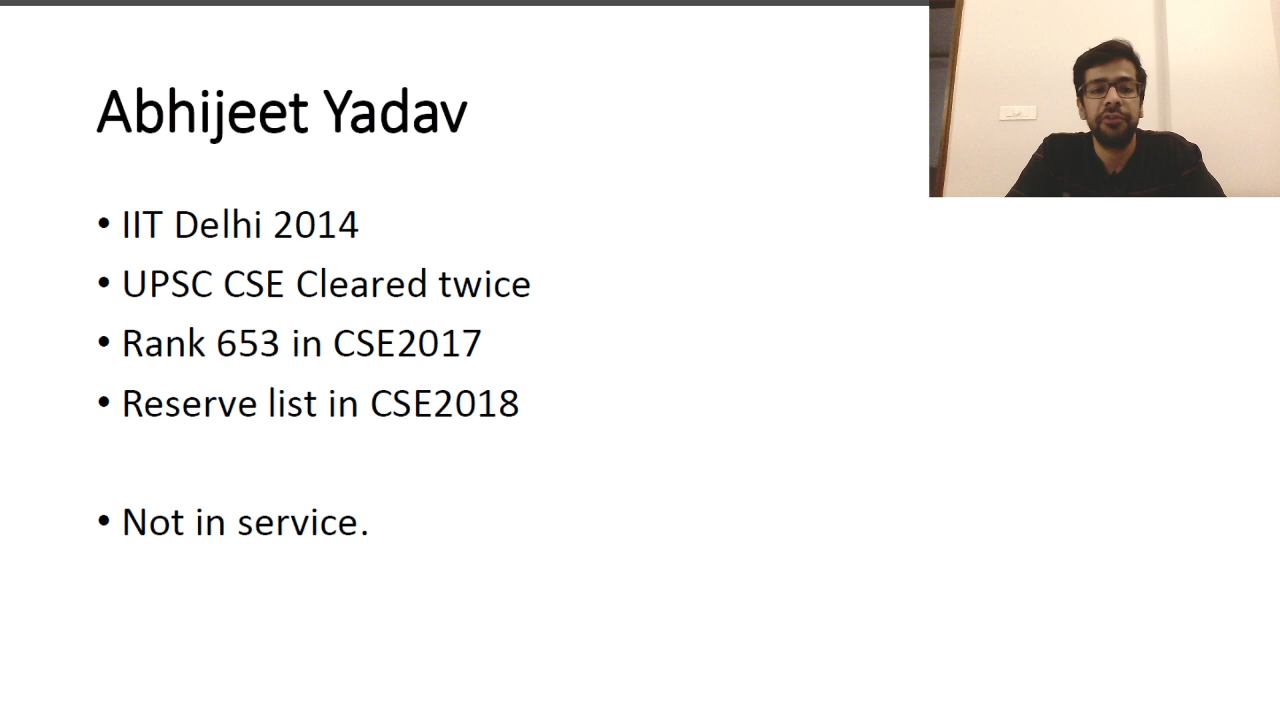 Abhijeet Yadav
• IIT Delhi 2014
• UPSC CSE Cleared twice
• Rank 653 in CSE2017
• Reserve list in CSE2018
• Not in service.